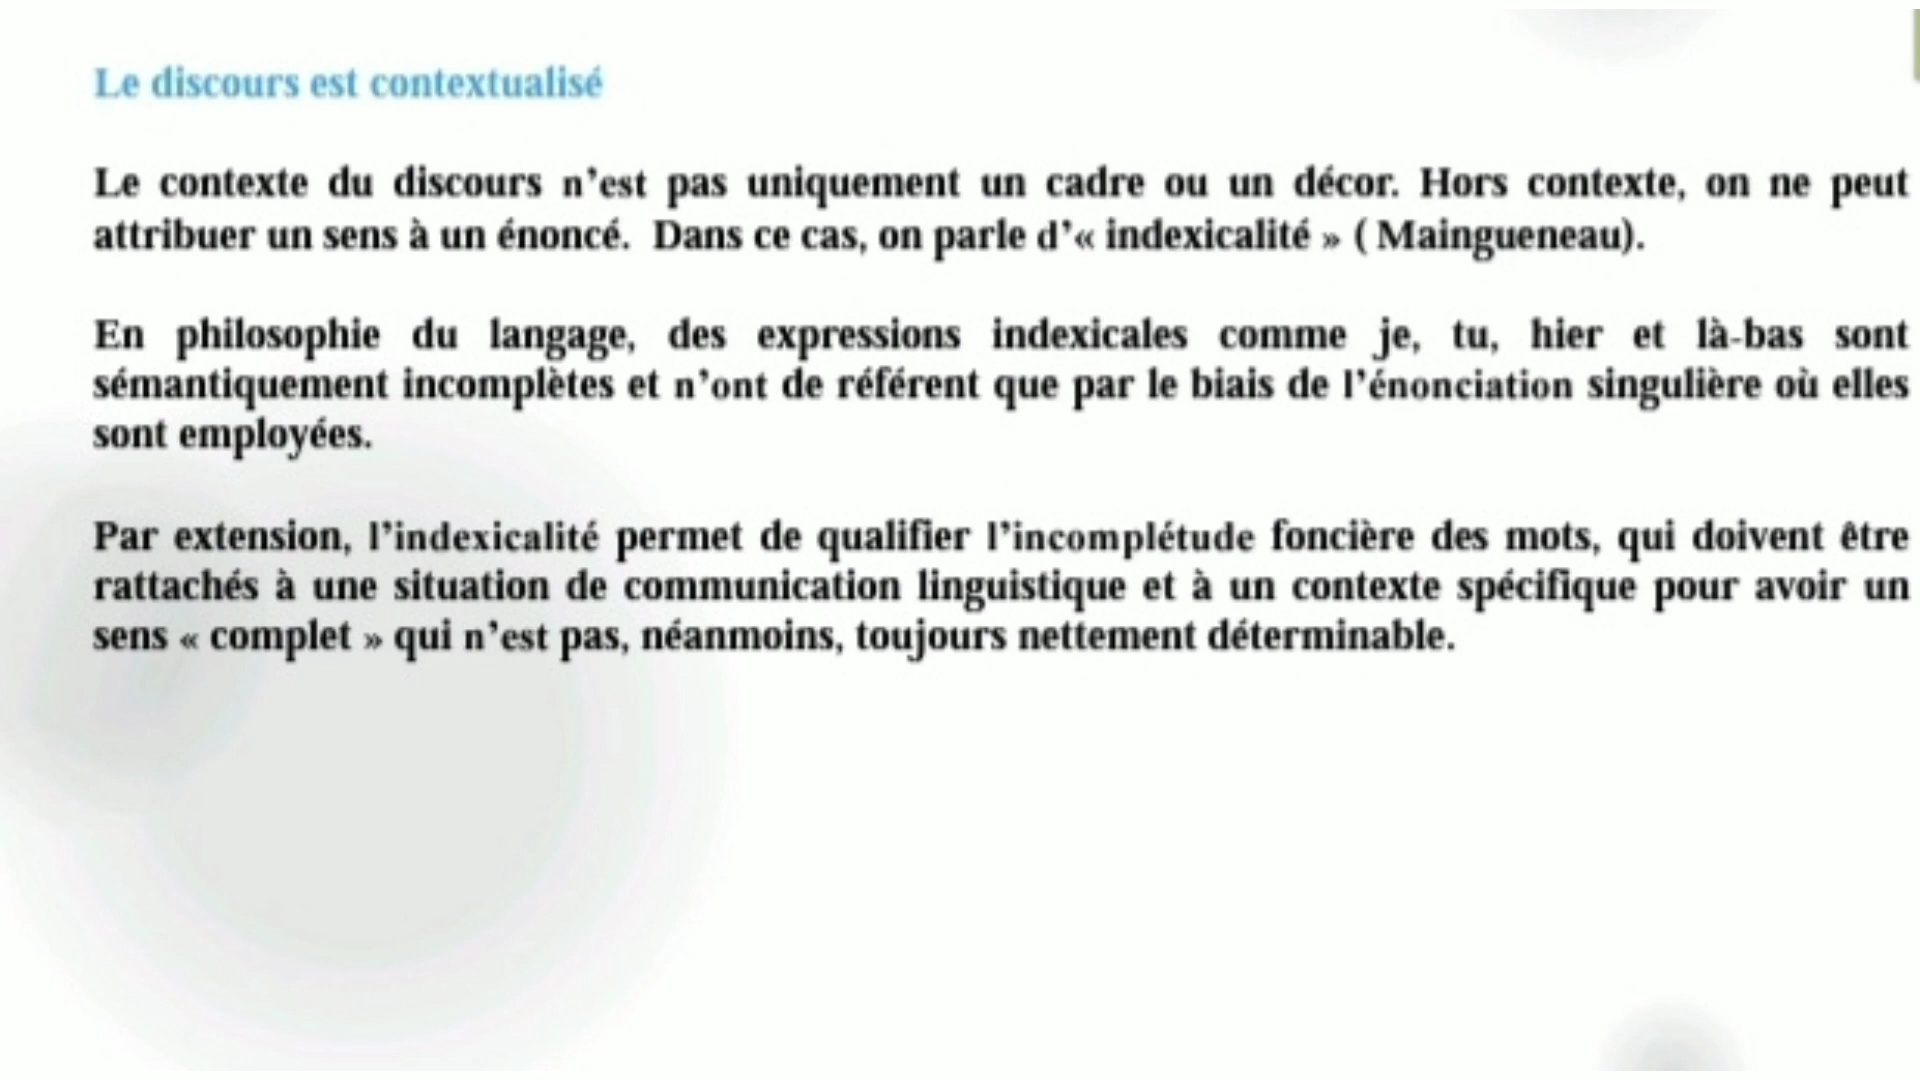 Le discours est contextualisé
Le contexte du discours n’est pas uniquement un cadre ou un décor. Hors contexte, on ne peut
attribuer un sens à un énoncé. Dans ce cas, on parle d’« indexicalité » ( Maingueneau).
En philosophie du langage, des expressions indexicales comme je, tu, hier et là-bas sont
sémantiquement incomplètes et n’ont de référent que par le biais de l’énonciation singulière où elles
sont employées.
Par extension, l’indexicalité permet de qualifier l’incomplétude foncière des mots, qui doivent être
rattachés à une situation de communication linguistique et à un contexte spécifique pour avoir un
sens « complet » qui n’est pas, néanmoins, toujours nettement déterminable.